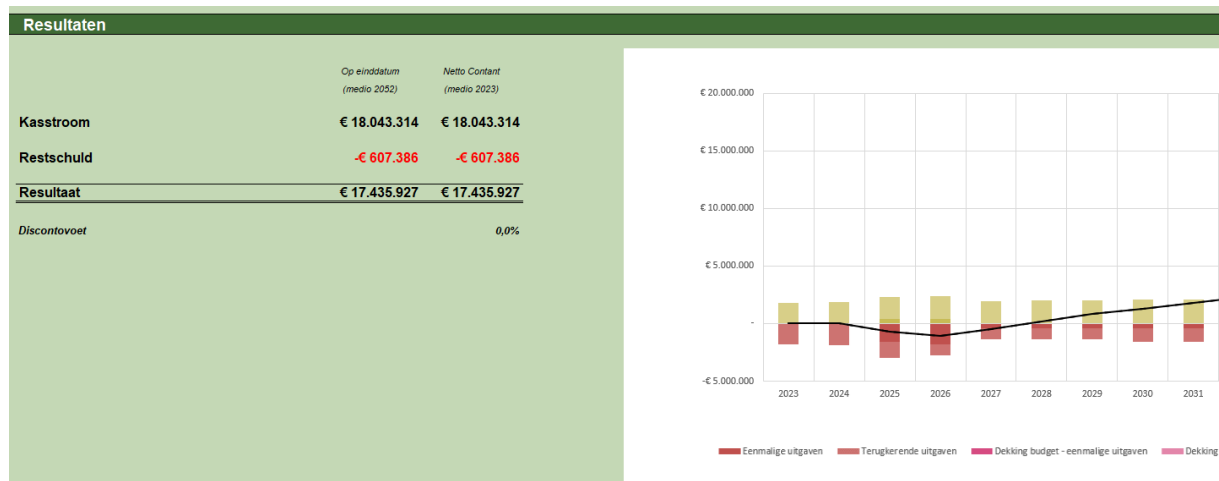 Resultaten
Op einddatum Netto Contant
(medio 2052) (medio 2023)
Kasstroom € 18.043.314 € 18.043.314
Restschuld -€ 607.386 -€ 607.386
Resultaat € 17.435.927 € 17.435.927
Discontovoet 0,0%
€ 20.000.000
€ 15.000.000
€ 10.000.000
€ 5.000.000
-
-€ 5.000.000
2023 2024 2025 2026 2027 2028 2029 2030 2031
Eenmalige uitgaven Terugkerende uitgaven Dekking budget - eenmalige uitgaven Dekking